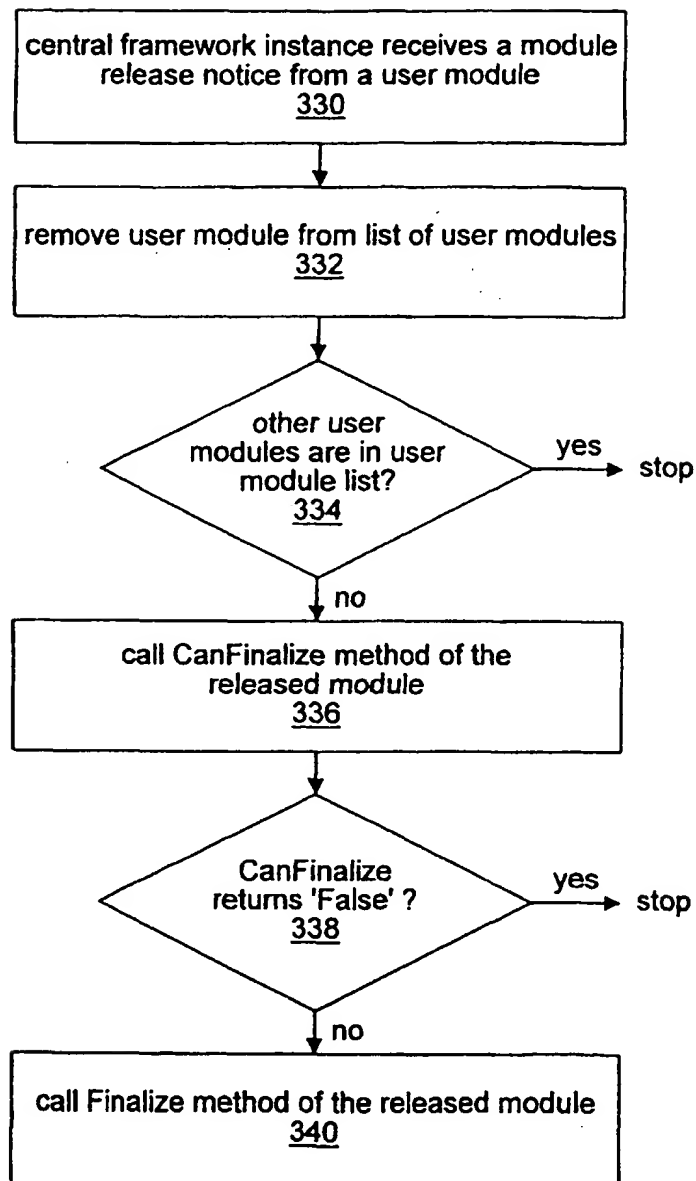 central framework instance receives a module
release notice from a user module
330
remove user module from list of user modules
332
other user
modules are in user
module list?
334
yes
stop
no
call CanFinalize method of the
released module
336
CanFinalize
returns 'False' ?
338
yes
stop
no
call Finalize method of the released module
340